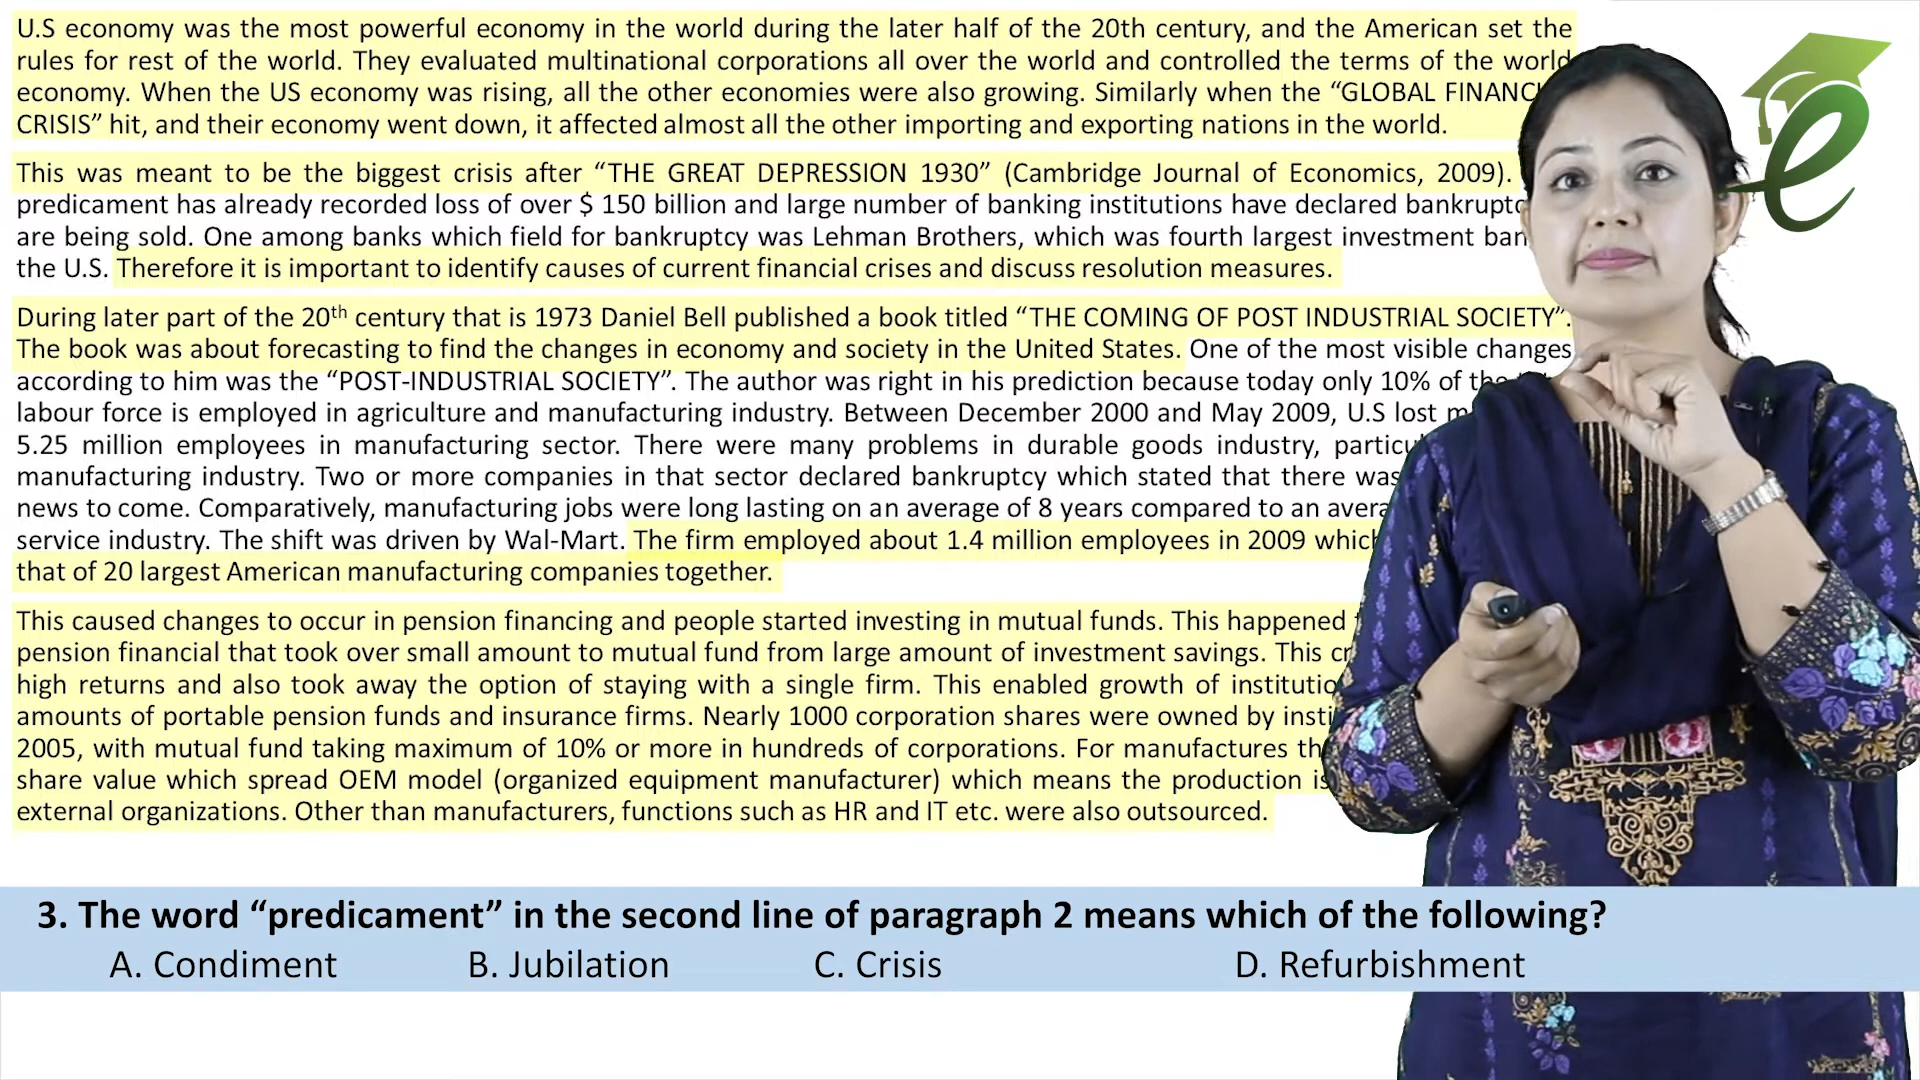 U.S economy was the most powerful economy in the world during the later half of the 20th century, and the American set the
rules for rest of the world. They evaluated multinational corporations all over the world and controlled the terms of the world
economy. When the US economy was rising, all the other economies were also growing. Similarly when the “GLOBAL
CRISIS” hit, and their economy went down, it affected almost all the other importing and exporting nations in the world.
This was meant to be the biggest crisis after “THE GREAT DEPRESSION 1930” (Cambridge Journal of Economics, 2009).
predicament has already recorded loss of over $ 150 billion and large number of banking institutions have declared
are being sold. One among banks which field for bankruptcy was Lehman Brothers, which was fourth largest investment
the U.S. Therefore it is important to identify causes of current financial crises and discuss resolution measures.
During later part of the 20th century that is 1973 Daniel Bell published a book titled “THE COMING OF POST INDUSTRIAL SOCIETY”.
The book was about forecasting to find the changes in economy and society in the United States. One of the most visible changes
according to him was the “POST-INDUSTRIAL SOCIETY”. The author was right in his prediction because today only 10% of
labour force is employed in agriculture and manufacturing industry. Between December 2000 and May 2009, U.S lost
5.25 million employees in manufacturing sector. There were many problems in durable goods industry,
manufacturing industry. Two or more companies in that sector declared bankruptcy which stated that there was
news to come. Comparatively, manufacturing jobs were long lasting on an average of 8 years compared to an
service industry. The shift was driven by Wal-Mart. The firm employed about 1.4 million employees in 2009
that of 20 largest American manufacturing companies together.
This caused changes to occur in pension financing and people started investing in mutual funds. This happened
pension financial that took over small amount to mutual fund from large amount of investment savings. This
high returns and also took away the option of staying with a single firm. This enabled growth of
amounts of portable pension funds and insurance firms. Nearly 1000 corporation shares were owned by
2005, with mutual fund taking maximum of 10% or more in hundreds of corporations. For manufactures
share value which spread OEM model (organized equipment manufacturer) which means the production is
external organizations. Other than manufacturers, functions such as HR and IT etc. were also outsourced.
3. The word “predicament” in the second line of paragraph 2 means which of the following?
A. Condiment B. Jubilation C. Crisis D. Refurbishment